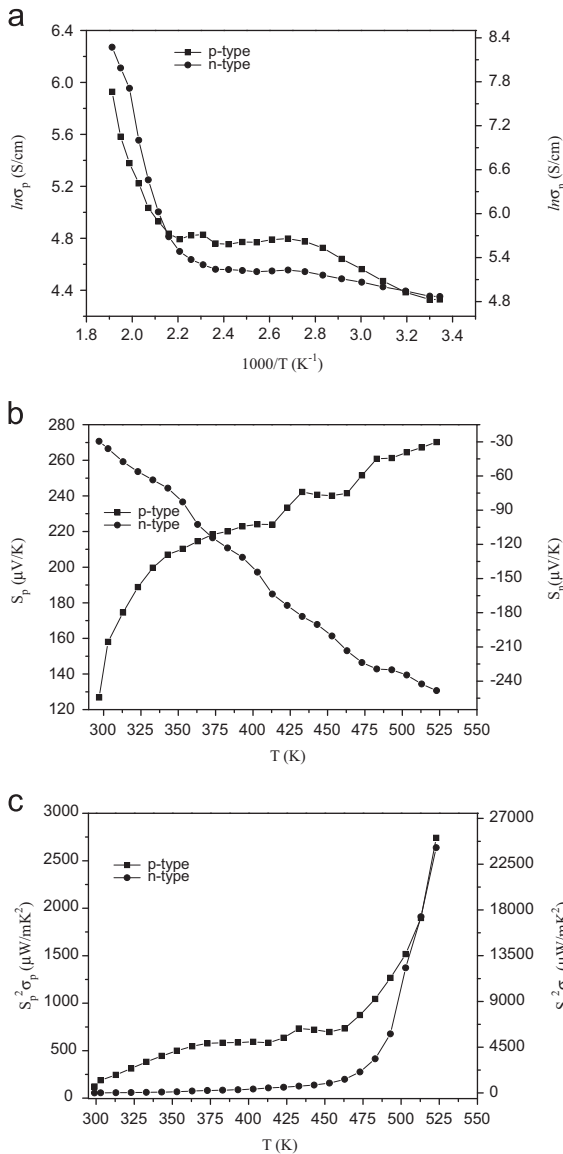 a
6.4
6.0
5.6
5.2
4.8
4.4
lnσp (S/cm)
8.4
7.8
7.2
6.6
6.0
5.4
4.8
lnσn (S/cm)
p-type
n-type
1.8 2.0 2.2 2.4 2.6 2.8 3.0 3.2 3.4 3.6
1000/T (K-1)
b
280
260
240
220
200
180
160
140
120
Sp (μV/K)
-30
-60
-90
-120
-150
-180
-210
-240
Sn(μV/K)
p-type
n-type
300 325 350 375 400 425 450 475 500 525 550
T (K)
c
3000
2500
2000
1500
1000
500
0
Sp2σp (μW/mK2)
27000
22500
18000
13500
9000
4500
0
(μW/mK2)
p-type
n-type
300 325 350 375 400 425 450 475 500 525 550
T (K)